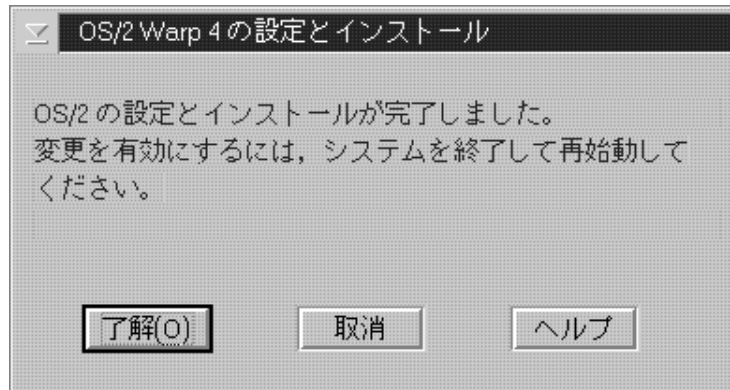 OS/2 Warp 4の設定とインストール
OS/2の設定とインストールが完了しました。
変更を有効にするには，システムを終了して再始動して
ください。
了解(O) 取消 ヘルプ